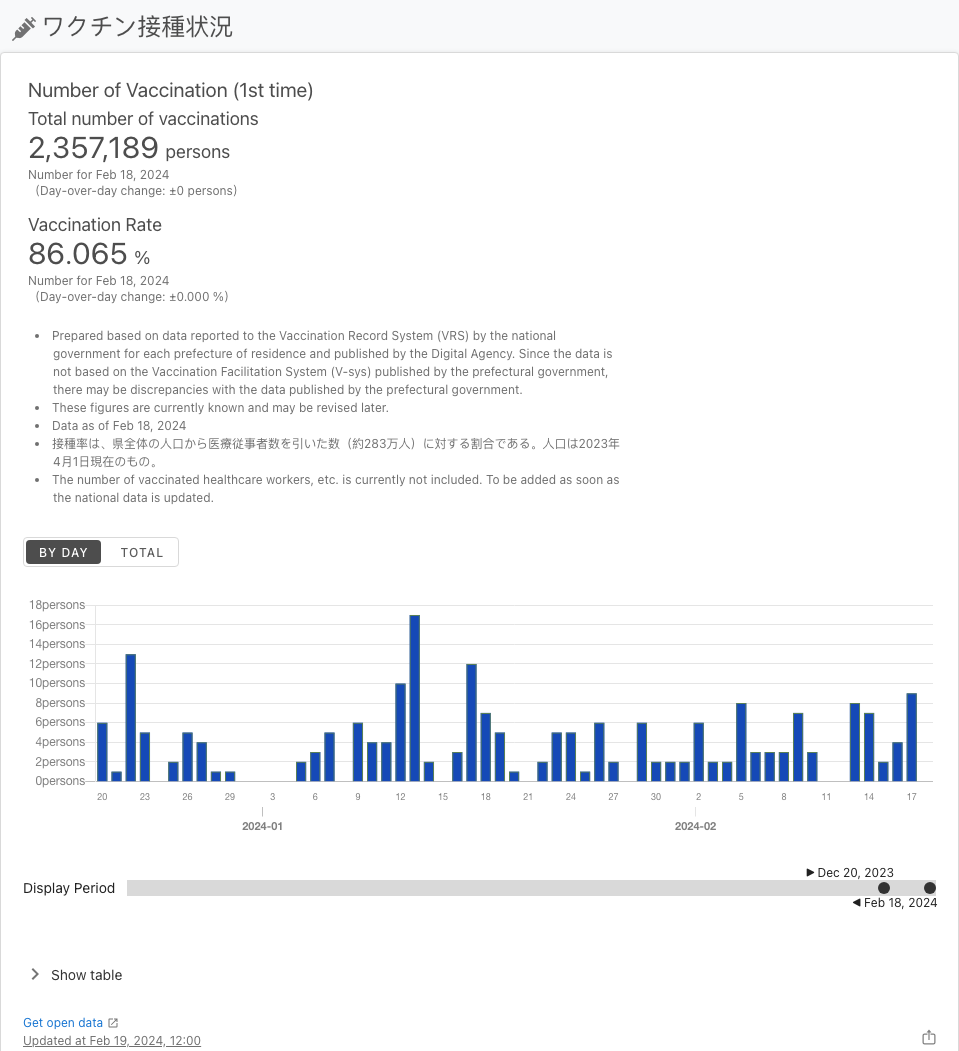 ワクチン接種状況
Number of Vaccination (1st time)
Total number of vaccinations
2,357,189 persons
Number for Feb 18, 2024
(Day-over-day change: ±0 persons)
Vaccination Rate
86.065 %
Number for Feb 18, 2024
(Day-over-day change: ±0.000 %)
• Prepared based on data reported to the Vaccination Record System (VRS) by the national
government for each prefecture of residence and published by the Digital Agency. Since the data is
not based on the Vaccination Facilitation System (V-sys) published by the prefectural government,
there may be discrepancies with the data published by the prefectural government.
• These figures are currently known and may be revised later.
• Data as of Feb 18, 2024
• 接種率は、県全体の人口から医療従事者数を引いた数（約283万人）に対する割合である。人口は2023年
4月1日現在のもの。
• The number of vaccinated healthcare workers, etc. is currently not included. To be added as soon as
the national data is updated.
BY DAY TOTAL
18persons
16persons
14persons
12persons
10persons
8persons
6persons
4persons
2persons
0persons
20 23 26 29 3 6 9 12 15 18 21 24 27 30 2 5 8 11 14 17
2024-01 2024-02
Dec 20, 2023
Display Period
Feb 18, 2024
Show table
Get open data
Updated at Feb 19, 2024, 12:00